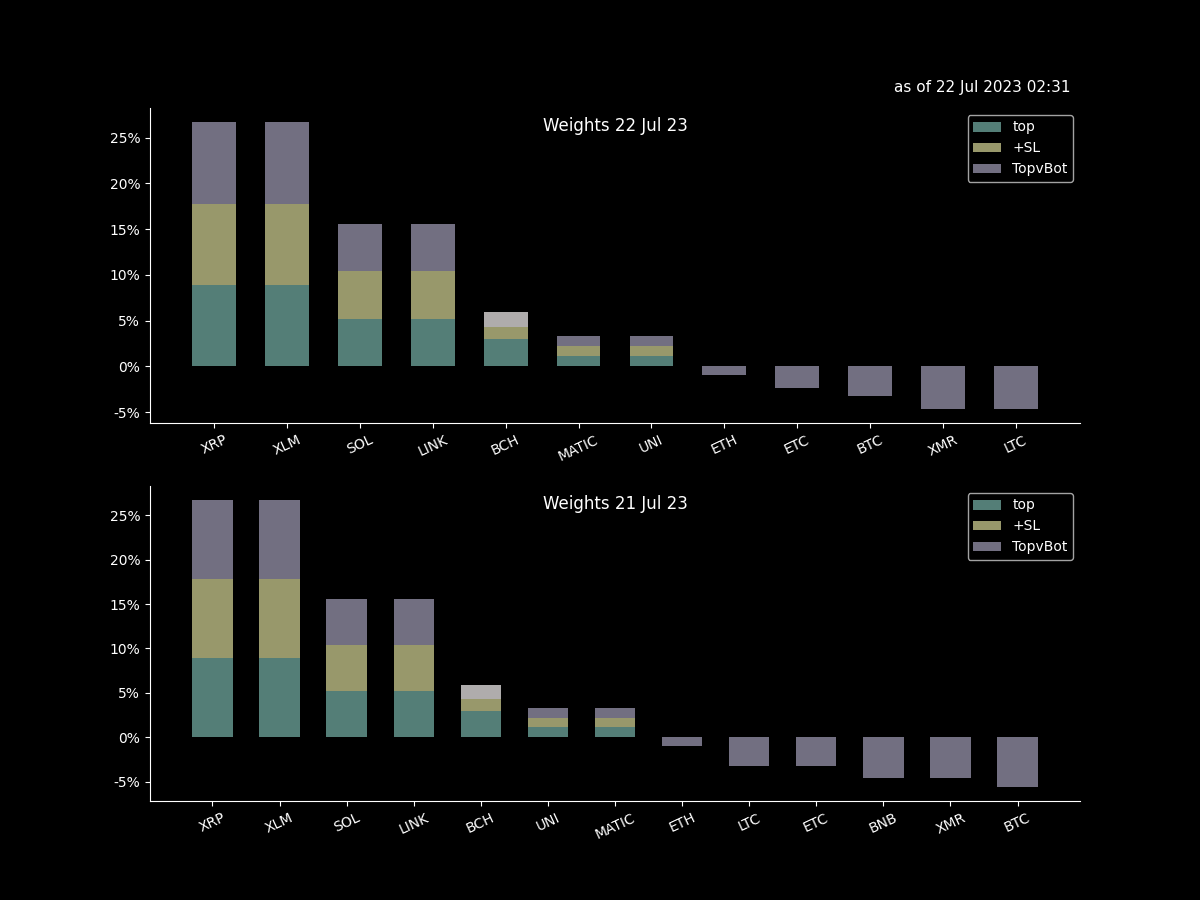 as of 22 Jul 2023 02:31
Weights 22 Jul 23
top
+SL
TopvBot
25%
20%
15%
10%
5%
0%
-5%
XRP XLM SOL LINK BCH MATIC UNI ETH ETC BTC XMR LTC
Weights 21 Jul 23
top
+SL
TopvBot
25%
20%
15%
10%
5%
0%
-5%
XRP XLM SOL LINK BCH UNI MATIC ETH LTC ETC BNB XMR BTC